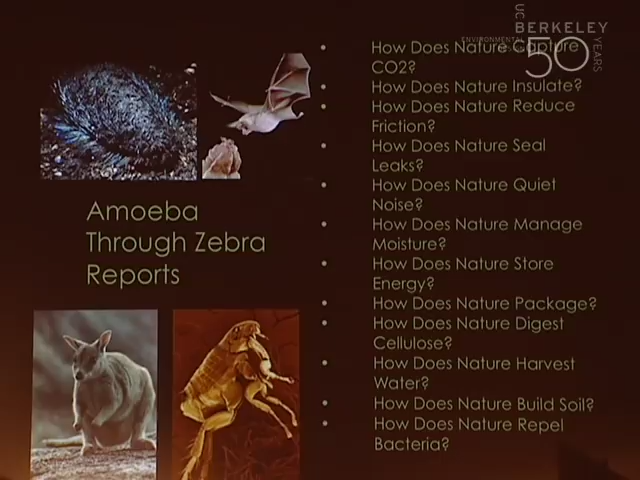 UC
BERKELEY
ENVIRONMENTAL
50
YEARS
How Does Nature Capture
CO2?
How Does Nature Insulate?
How Does Nature Reduce
Friction?
How Does Nature Seal
Leaks?
How Does Nature Quiet
Noise?
How Does Nature Manage
Moisture?
How Does Nature Store
Energy?
How Does Nature Package?
How Does Nature Digest
Cellulose?
How Does Nature Harvest
Water?
How Does Nature Build Soil?
How Does Nature Repel
Bacteria?
Amoeba
Through Zebra
Reports